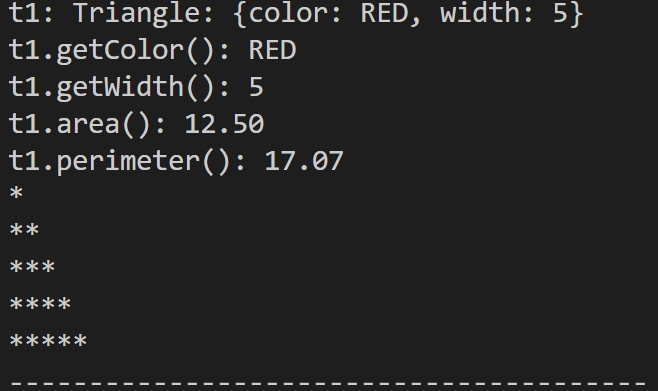 t1: Triangle: {color: RED, width: 5}
t1.getColor(): RED
t1.getWidth(): 5
t1.area(): 12.50
t1.perimeter(): 17.07
*
**
***
****
*****
----------------------------------------